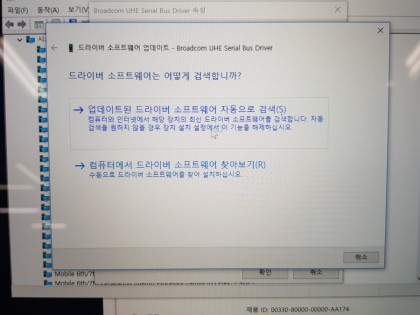 파일(F) 동작(A) 보기(V)
Broadcom UHE Serial Bus Driver 속성
드라이버 소프트웨어 업데이트 - Broadcom UHE Serial Bus Driver
드라이버 소프트웨어는 어떻게 검색합니까?
업데이트된 드라이버 소프트웨어 자동으로 검색(S)
컴퓨터와 인터넷에서 해당 장치의 최신 드라이버 소프트웨어를 검색합니다. 자동
검색을 원하지 않을 경우 장치 설치 설정에서 이 기능을 해제하십시오.
컴퓨터에서 드라이버 소프트웨어 찾아보기(R)
수동으로 드라이버 소프트웨어를 찾아 설치하십시오.
취소
Mobile 6th/7
확인 취소
Mobile 6th/7
제품 ID: 00330-80000-00000-AA174